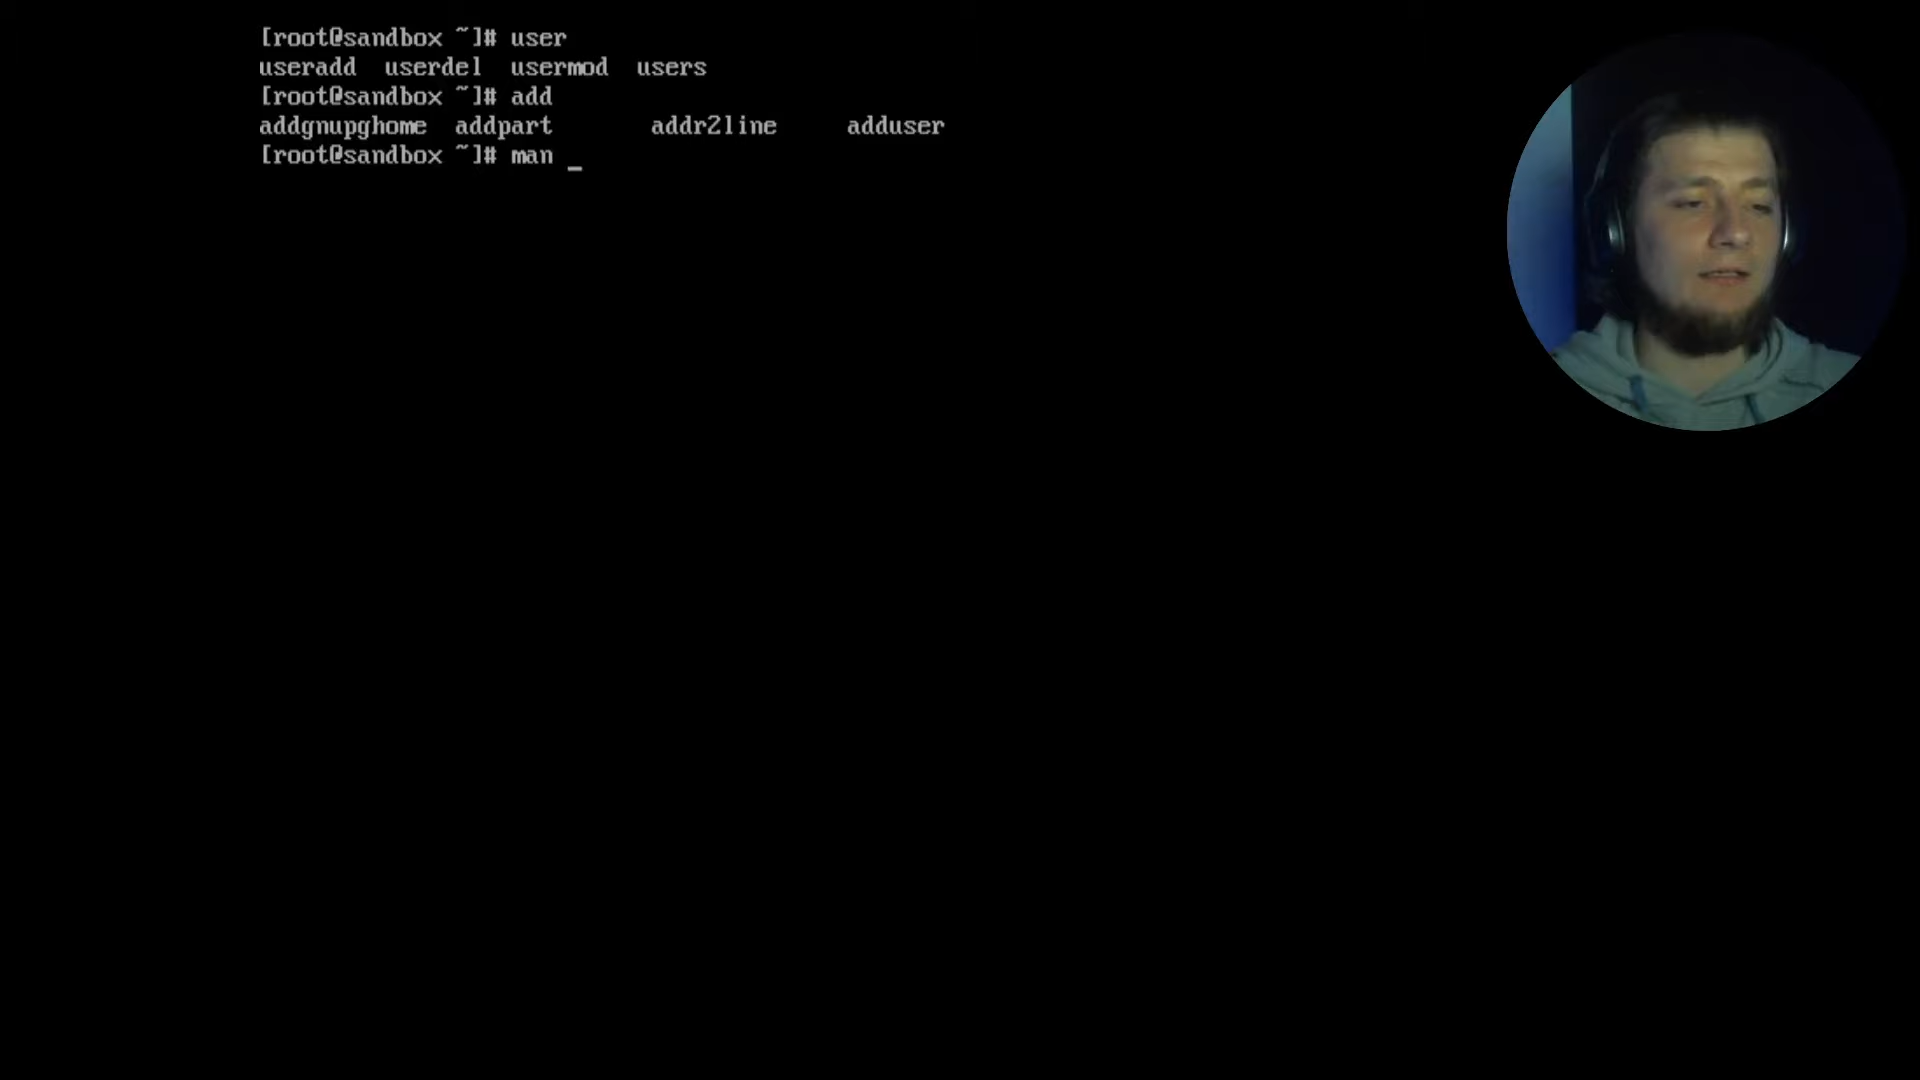 [root@sandbox ~]# user
useradd  userdel  usermod  users
[root@sandbox ~]# add
addgnupghome  addpart       addr2line     adduser
[root@sandbox ~]# man _